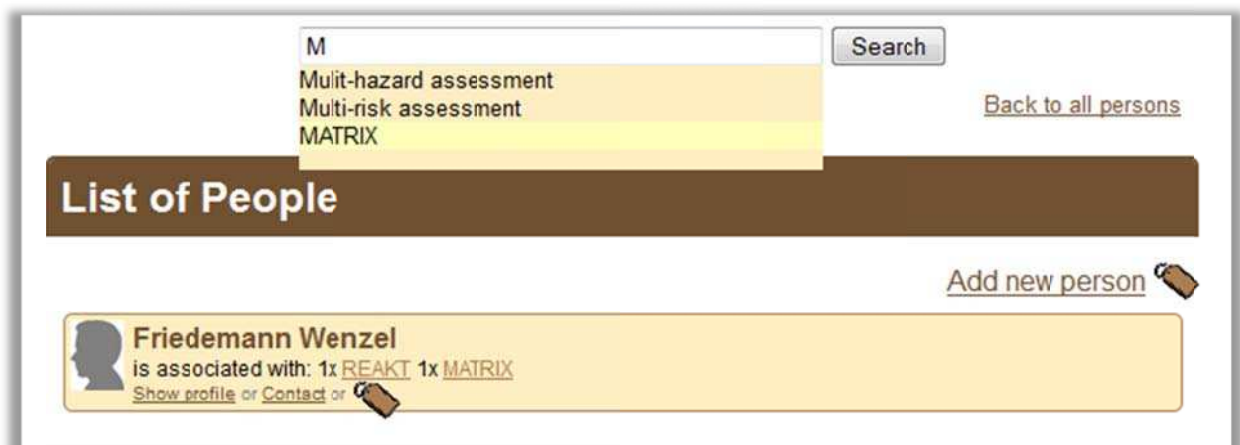 M
Search
Mulit-hazard assessment
Multi-risk assessment
Back to all persons
MATRIX
List of People
Add new person
Friedemann Wenzel
is associated with: 1x REAKT 1x MATRIX
Show profile or Contact or